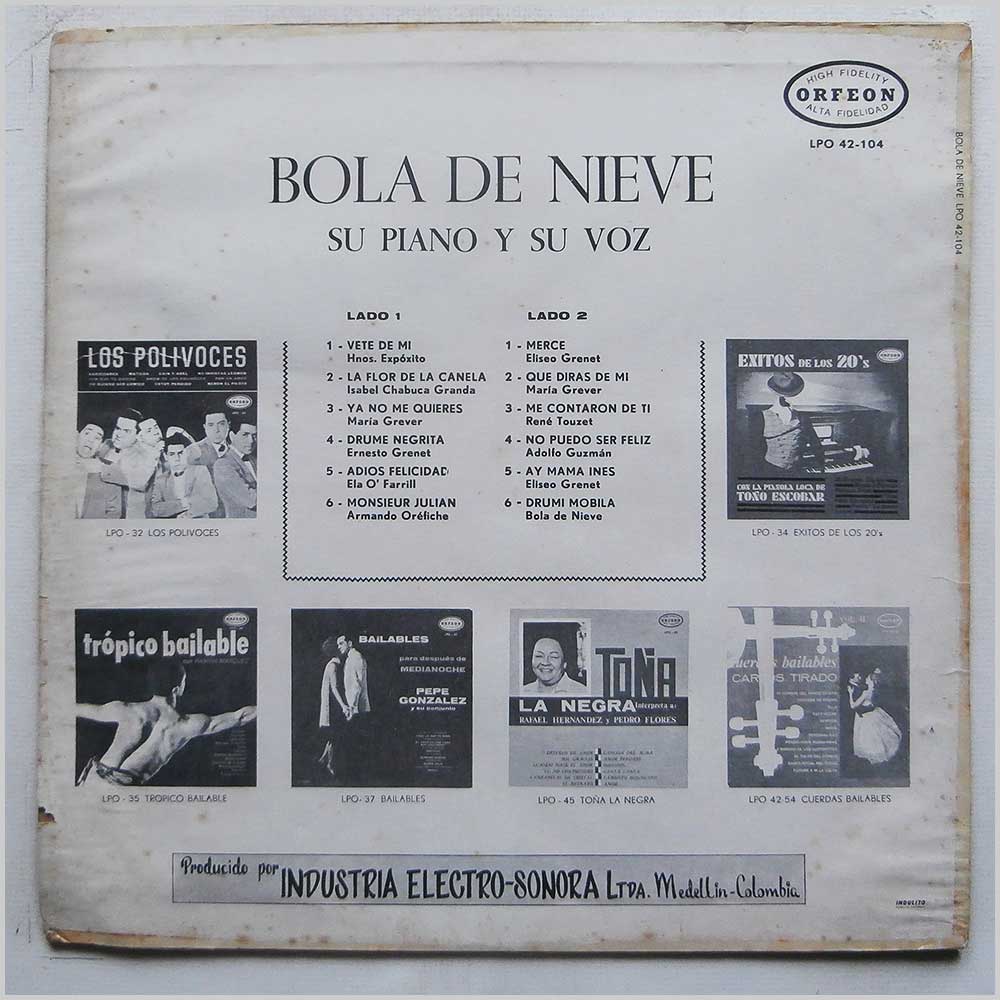 HIGH FIDELITY
ORFEON
ALTA FIDELIDAD
LPO 42-104
BOLA DE NIEVE LPO 42-104
BOLA DE NIEVE
SU PIANO Y SU VOZ
LADO 1
1 - VETE DE MI
Hnos. Expóxito
2 - LA FLOR DE LA CANELA
Isabel Chabuca Granda
3 - YA NO ME QUIERES
María Grever
4 - DRUME NEGRITA
Ernesto Grenet
5 - ADIOS FELICIDAD
Ela O' Farrill
6 - MONSIEUR JULIAN
Armando Oréfiche
LADO 2
1 - MERCE
Eliseo Grenet
2 - QUE DIRAS DE MI
María Grever
3 - ME CONTARON DE TI
René Touzet
4 - NO PUEDO SER FELIZ
Adolfo Guzmán
5 - AY MAMA INES
Eliseo Grenet
6 - DRUMI MOBILA
Bola de Nieve
LOS POLIVOCES
LPO - 32 LOS POLIVOCES
EXITOS DE LOS 20's
CON LA PIANOLA LOCA DE
TOÑO ESCOBAR
LPO - 34 EXITOS DE LOS 20's
trópico bailable
LPO - 35 TROPICO BAILABLE
BAILABLES
para después de
MEDIANOCHE
PEPE
GONZALEZ
y su conjunto
LPO - 37 BAILABLES
TOÑA
LA NEGRA interpreta a:
RAFAEL HERNANDEZ y PEDRO FLORES
LPO - 45 TOÑA LA NEGRA
bailables
TIRADO
LPO 42-54 CUERDAS BAILABLES
Producido por INDUSTRIA ELECTRO-SONORA LTDA. Medellin-Colombia
INDULITO